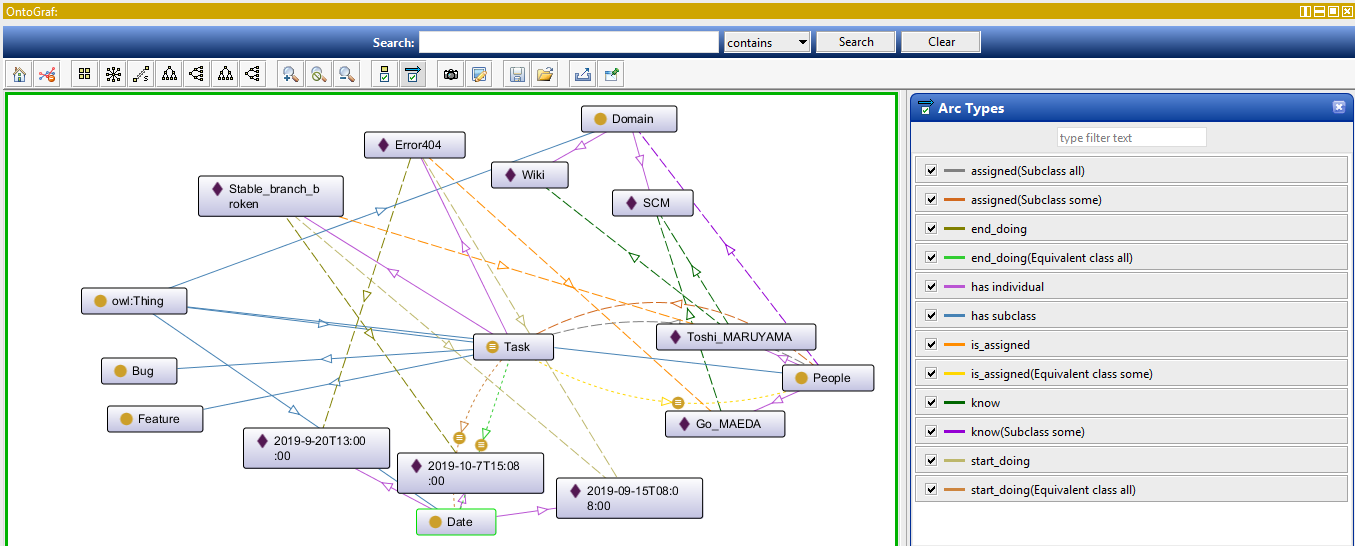 OntoGraf:
Search:
contains
Search
Clear
Domain
Error404
Wiki
Stable_branch_b
roken
SCM
owl:Thing
Toshi_MARUYAMA
Task
Bug
People
Feature
Go_MAEDA
2019-9-20T13:00
:00
2019-10-7T15:08
:00
2019-09-15T08:0
8:00
Date
Arc Types
type filter text
assigned(Subclass all)
assigned(Subclass some)
end_doing
end_doing(Equivalent class all)
has individual
has subclass
is_assigned
is_assigned(Equivalent class some)
know
know(Subclass some)
start_doing
start_doing(Equivalent class all)